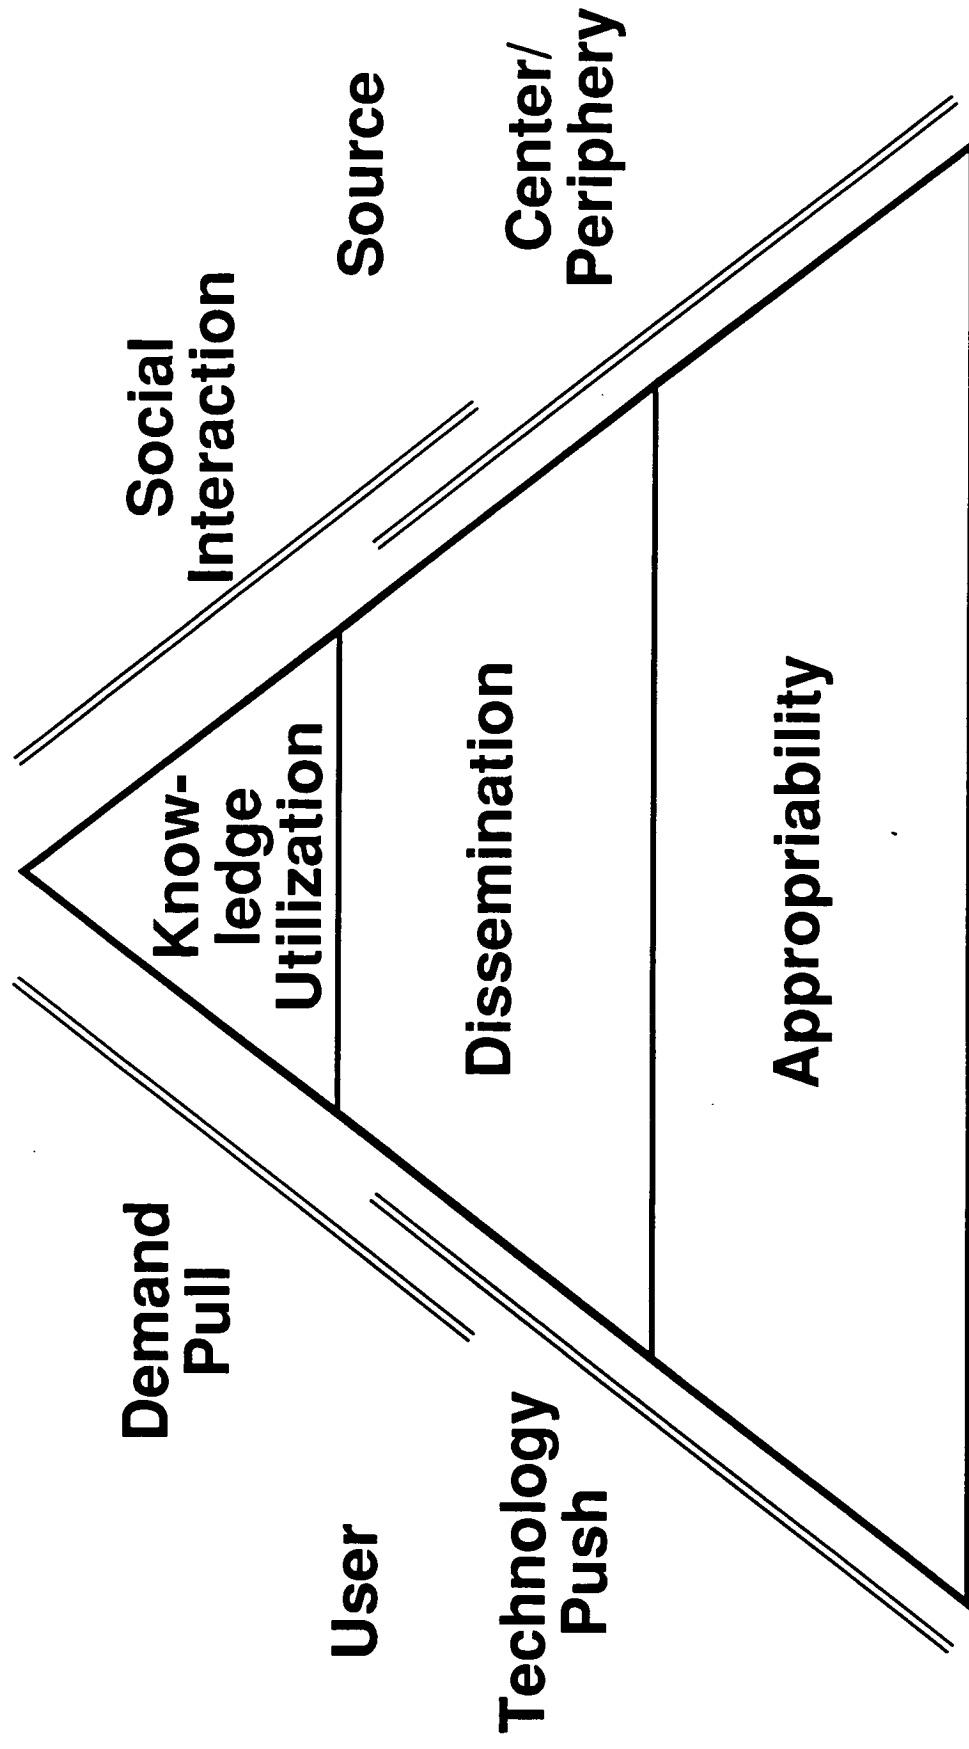 Demand
Pull
Social
Interaction
User
Source
Technology
Push
Center/
Periphery
Know-
ledge
Utilization
Dissemination
Appropriability